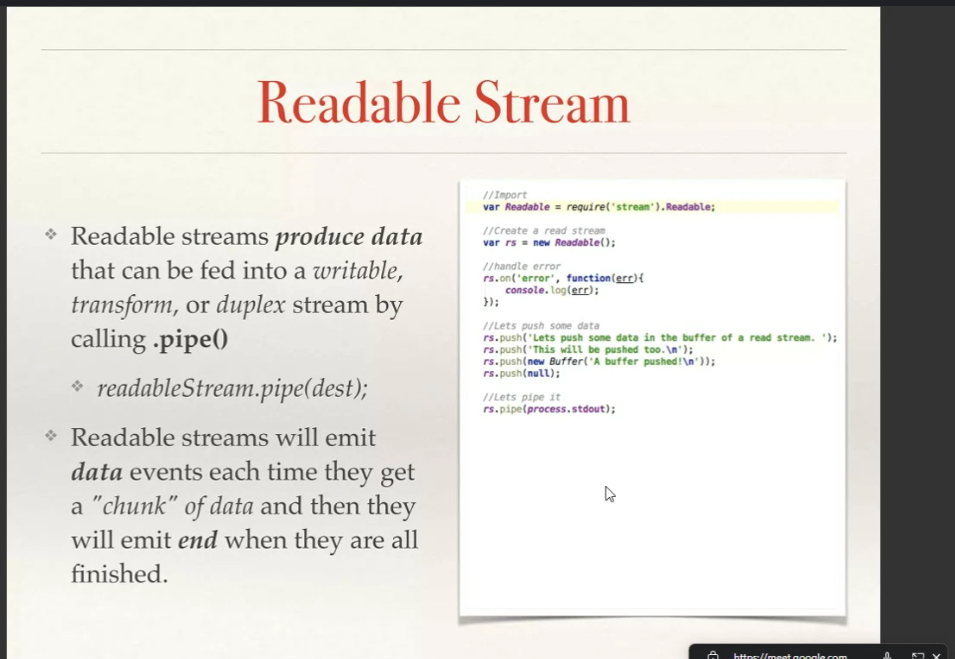 Readable Stream
Readable streams produce data
that can be fed into a writable,
transform, or duplex stream by
calling .pipe()
readableStream.pipe(dest);
Readable streams will emit
data events each time they get
a "chunk" of data and then they
will emit end when they are all
finished.
//Import
var Readable = require('stream').Readable;
//Create a read stream
var rs = new Readable();
//handle error
rs.on('error', function(err){
console.log(err);
});
//Lets push some data
rs.push('Lets push some data in the buffer of a read stream. ');
rs.push('This will be pushed too.\n');
rs.push(new Buffer('A buffer pushed!\n'));
rs.push(null);
//Lets pipe it
rs.pipe(process.stdout);
https://meet.google.com